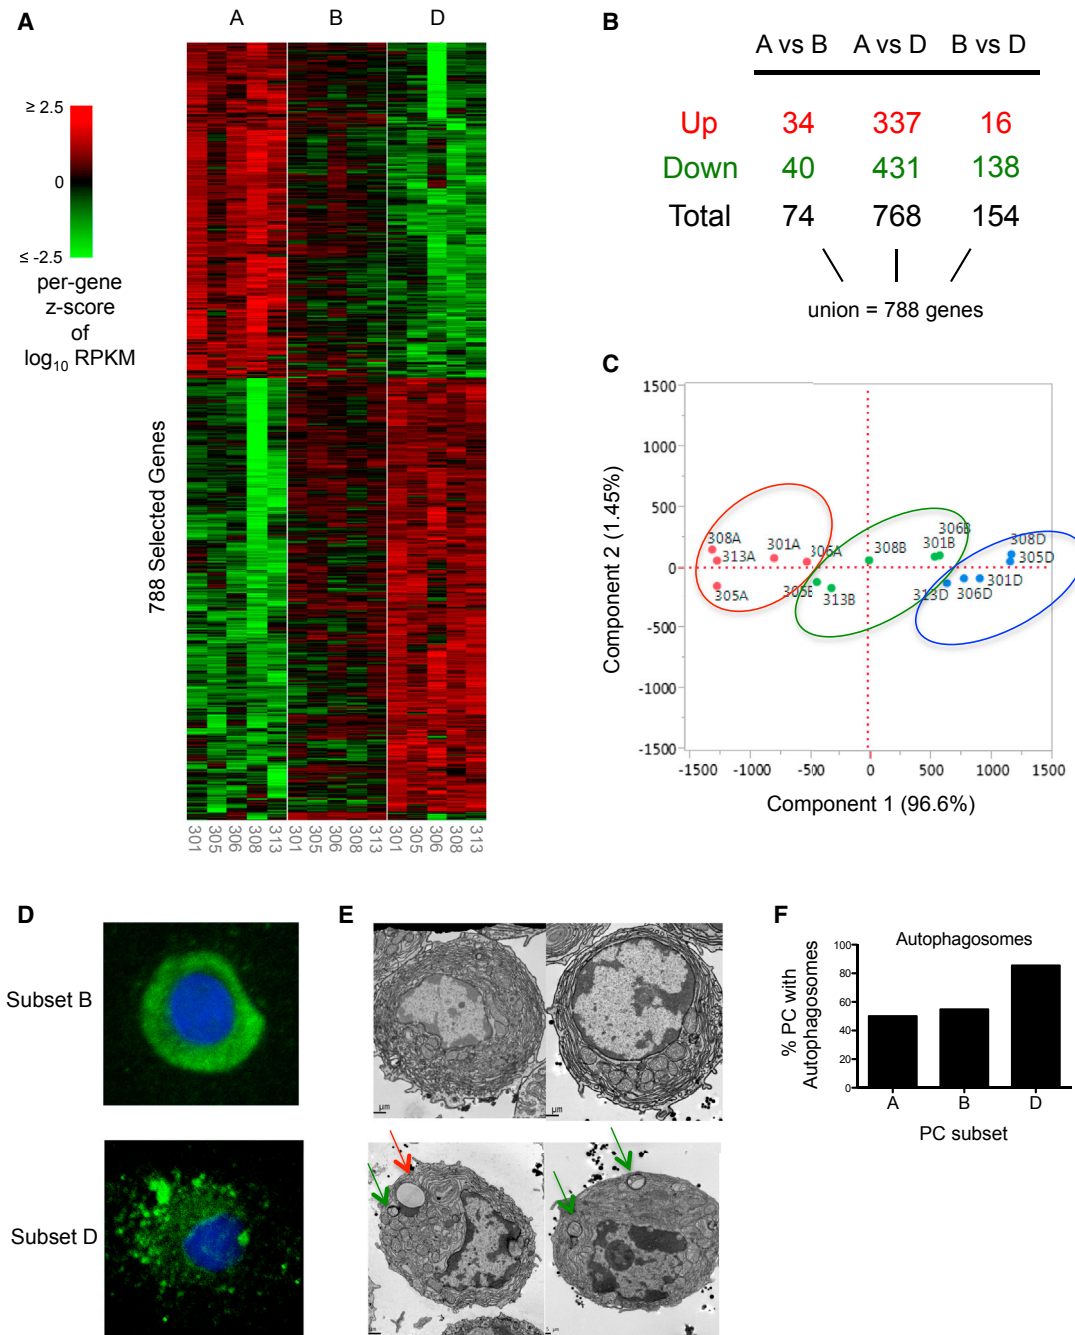 A
A B D
≥ 2.5
0
≤ -2.5
per-gene
z-score
of
log10 RPKM
788 Selected Genes
301 305 306 308 313 301 305 306 308 313 301 305 306 308 313
B
A vs B A vs D B vs D
Up 34 337 16
Down 40 431 138
Total 74 768 154
union = 788 genes
C
Component 2 (1.45%)
1500
1000
500
0
-500
-1000
-1500
308A
313A
305A
301A
306A
305B
313B
308B
301B
306B
313D
306D
301D
308D
305D
-1500 -1000 -500 0 500 1000 1500
Component 1 (96.6%)
D
Subset B
Subset D
E
µm
µm
F
Autophagosomes
% PC with
Autophagosomes
100
80
60
40
20
0
A B D
PC subset